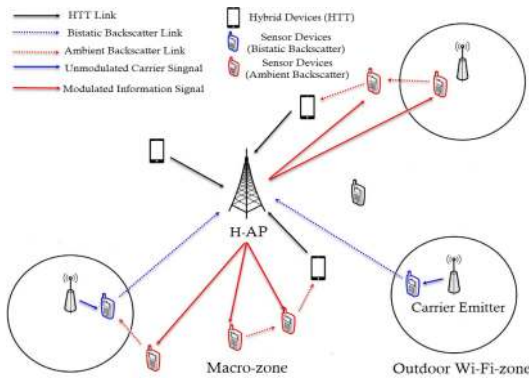 HTT Link
Bistatic Backscatter Link
Ambient Backscatter Link
Unmodulated Carrier Singnal
Modulated Information Signal
Hybrid Devices (HTT)
Sensor Devices
(Bistatic Backscatter)
Sensor Devices
(Ambient Backscatter)
H-AP
Carrier Emitter
Macro-zone
Outdoor Wi-Fi-zone